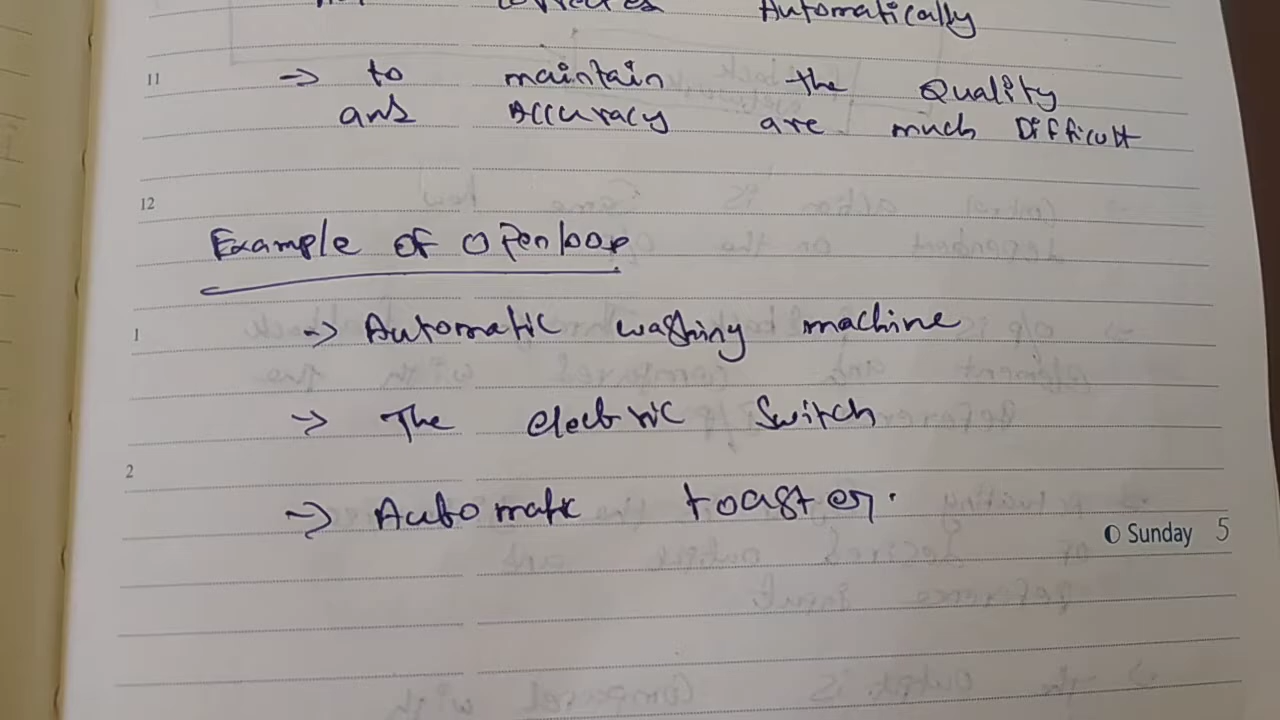 Automatically
11 → to maintain the Quality
and Accuracy are much Difficult
12
Example of Openloop
1 → Automatic washing machine
→ The electric Switch
2
→ Automatic toaster.
Sunday 5